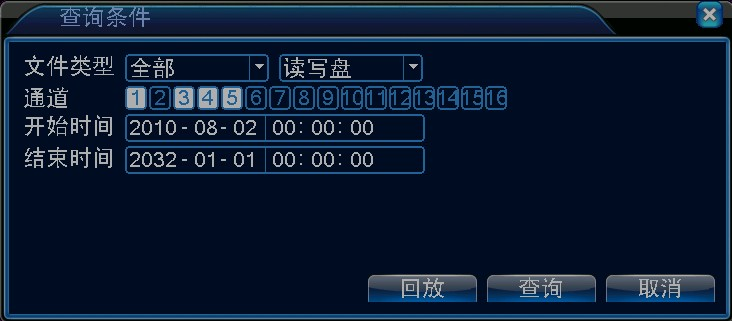 查询条件
文件类型 全部 读写盘
通道 1 2 3 4 5 6 7 8 9 10 11 12 13 14 15 16
开始时间 2010-08-02 00:00:00
结束时间 2032-01-01 00:00:00
回放 查询 取消